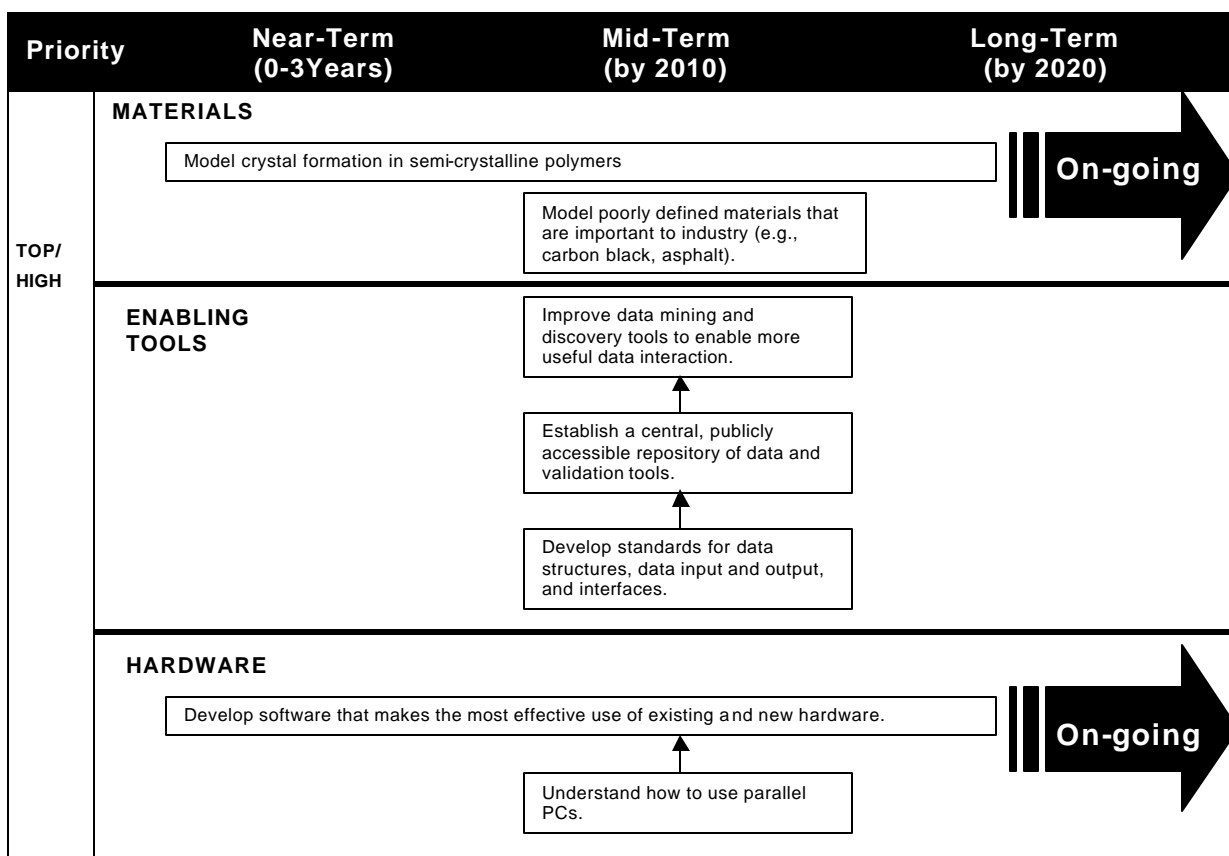 Priority
Near-Term
(0-3Years)
Mid-Term
(by 2010)
Long-Term
(by 2020)
TOP/
HIGH
MATERIALS
Model crystal formation in semi-crystalline polymers
On-going
Model poorly defined materials that
are important to industry (e.g.,
carbon black, asphalt).
ENABLING
TOOLS
Improve data mining and
discovery tools to enable more
useful data interaction.
Establish a central, publicly
accessible repository of data and
validation tools.
Develop standards for data
structures, data input and output,
and interfaces.
HARDWARE
Develop software that makes the most effective use of existing and new hardware.
On-going
Understand how to use parallel
PCs.